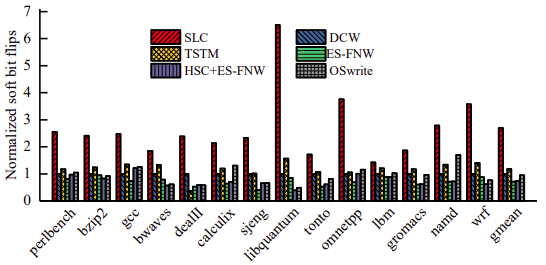 Normalized soft bit flips
7
6
5
4
3
2
1
0
SLC
DCW
TSTM
ES-FNW
HSC+ES-FNW
OSwrite
perlbench
bzip2
gcc
bwaves
dealII
calculix
sjeng
libquantum
tonto
omnetpp
lbm
gromacs
namd
wrf
gmean